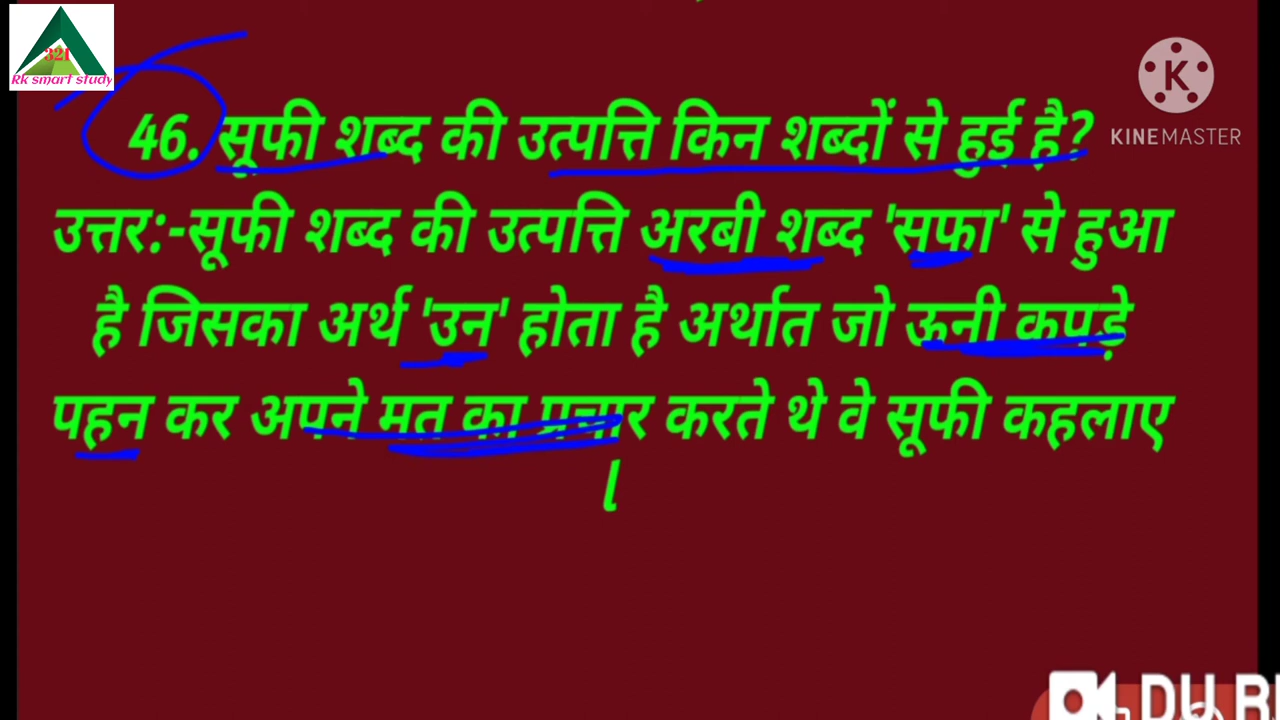 321
Rk smart study
KINEMASTER
46. सूफी शब्द की उत्पत्ति किन शब्दों से हुई है?
उत्तर:-सूफी शब्द की उत्पत्ति अरबी शब्द 'सफा' से हुआ
है जिसका अर्थ 'उन' होता है अर्थात जो ऊनी कपड़े
पहन कर अपने मत का प्रचार करते थे वे सूफी कहलाए
।
DU